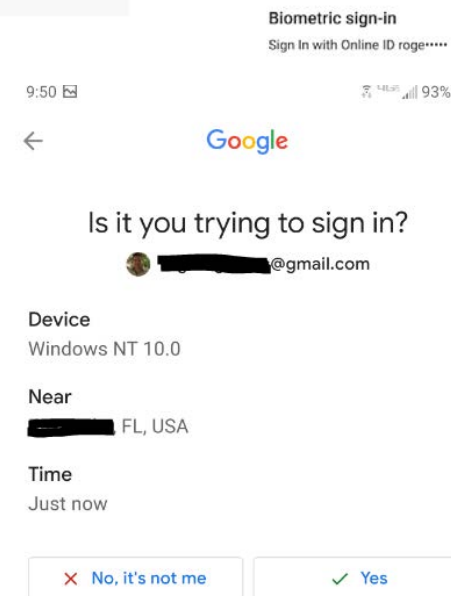 Biometric sign-in
Sign In with Online ID roge•••••
9:50 93%
Google
Is it you trying to sign in?
@gmail.com
Device
Windows NT 10.0
Near
FL, USA
Time
Just now
No, it's not me Yes